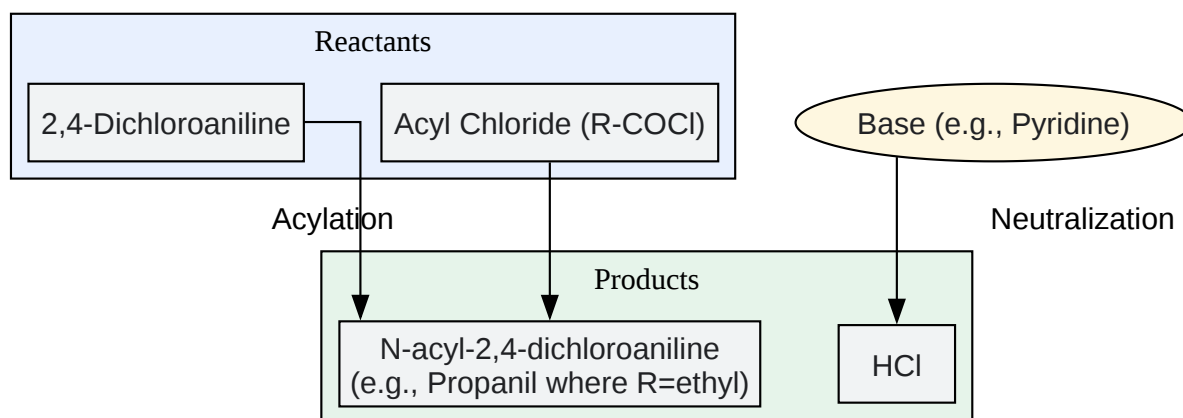 Reactants
2,4-Dichloroaniline
Acyl Chloride (R-COCl)
Base (e.g., Pyridine)
Acylation
Neutralization
Products
N-acyl-2,4-dichloroaniline
(e.g., Propanil where R=ethyl)
HCl